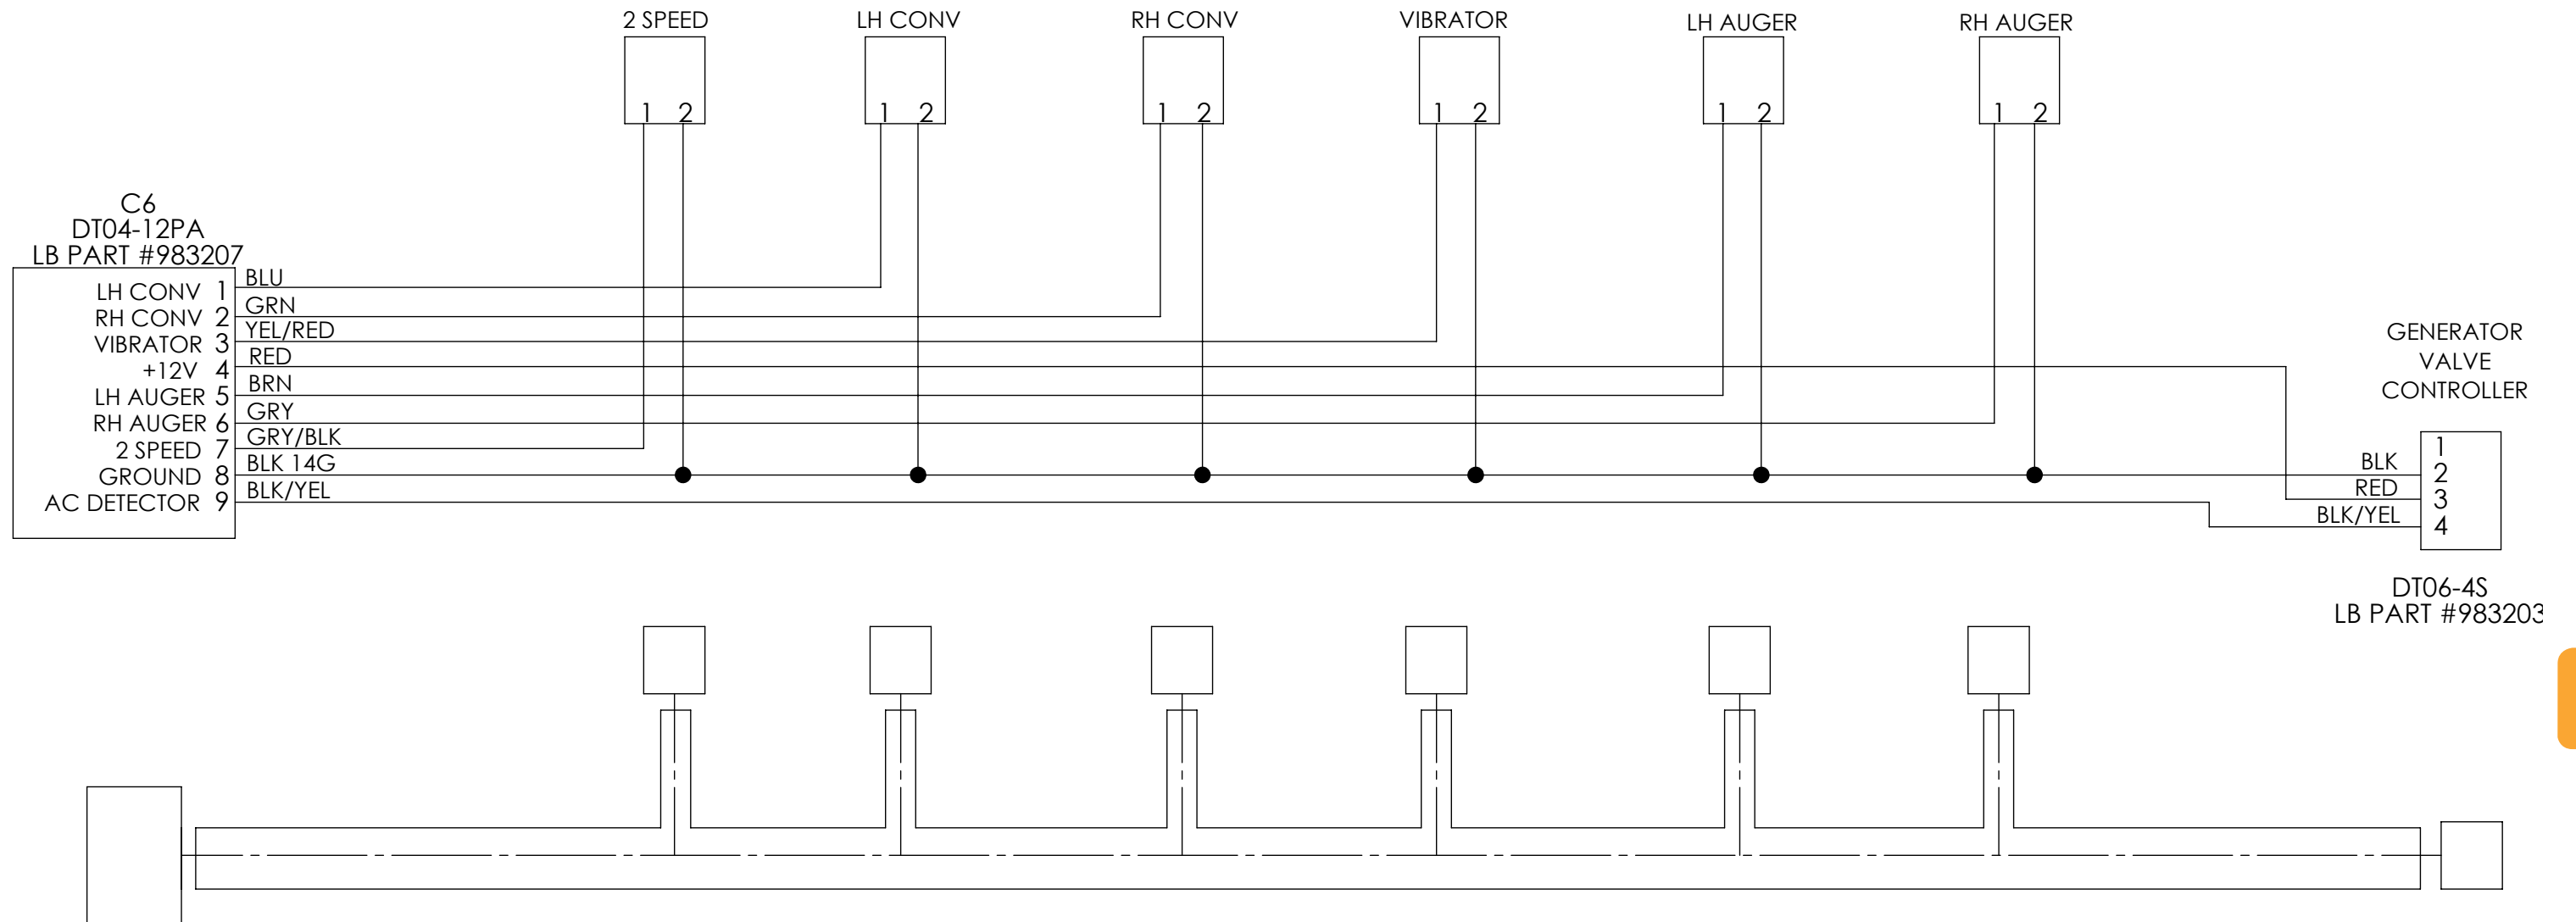 2 SPEED
LH CONV
RH CONV
VIBRATOR
LH AUGER
RH AUGER
1 2
1 2
1 2
1 2
1 2
1 2
C6
DT04-12PA
LB PART #983207
LH CONV 1 BLU
RH CONV 2 GRN
VIBRATOR 3 YEL/RED
+12V 4 RED
LH AUGER 5 BRN
RH AUGER 6 GRY
2 SPEED 7 GRY/BLK
GROUND 8 BLK 14G
AC DETECTOR 9 BLK/YEL
GENERATOR
VALVE
CONTROLLER
1
BLK 2
RED 3
BLK/YEL 4
DT06-4S
LB PART #983203